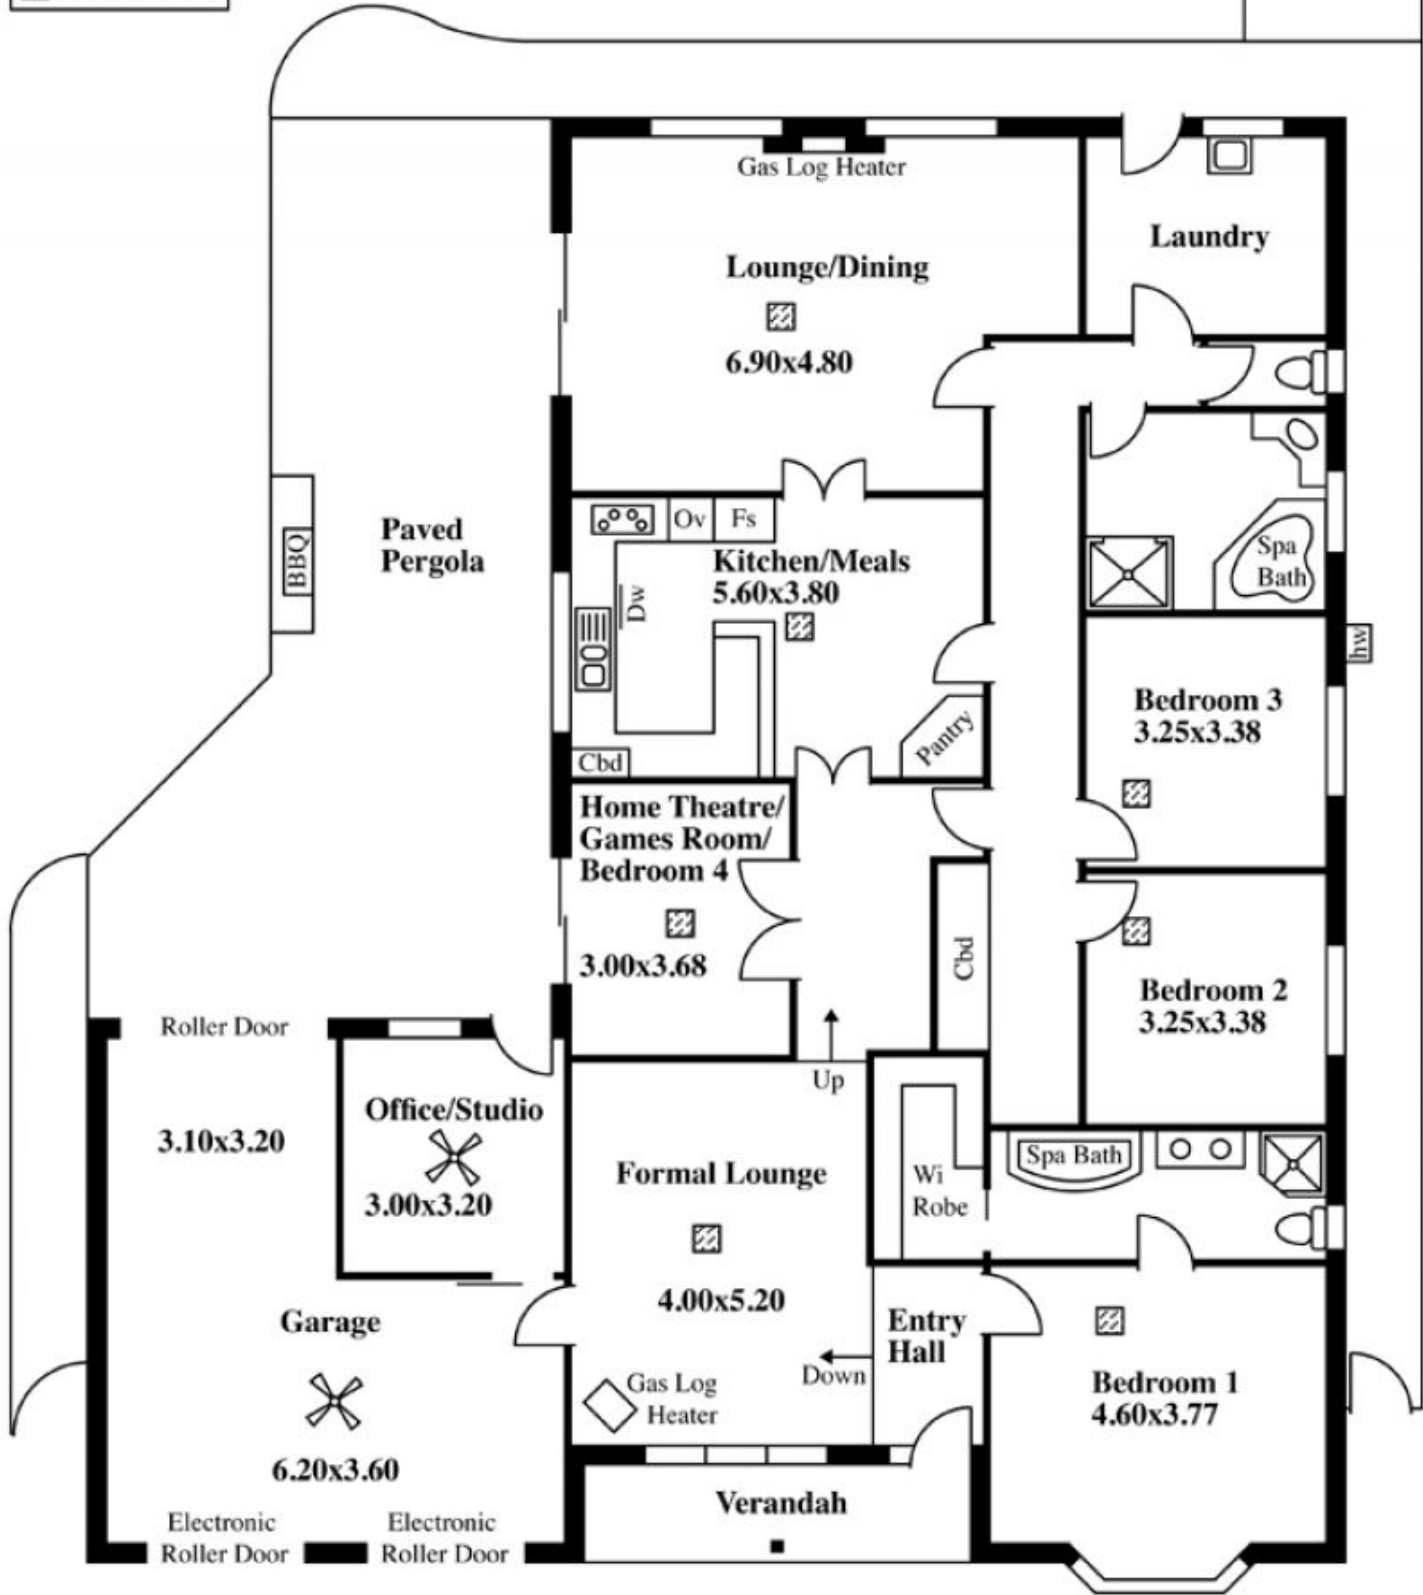 Gas Log Heater
Laundry
Lounge/Dining
6.90x4.80
Paved
Pergola
BBQ
Ov
Fs
Kitchen/Meals
5.60x3.80
Dw
Spa
Bath
hw
Pantry
Cbd
Bedroom 3
3.25x3.38
Home Theatre/
Games Room/
Bedroom 4
3.00x3.68
Cbd
Bedroom 2
3.25x3.38
Roller Door
Up
3.10x3.20
Office/Studio
3.00x3.20
Formal Lounge
4.00x5.20
Wi
Robe
Spa Bath
Garage
6.20x3.60
Entry
Hall
Down
Gas Log
Heater
Bedroom 1
4.60x3.77
Verandah
Electronic
Roller Door
Electronic
Roller Door